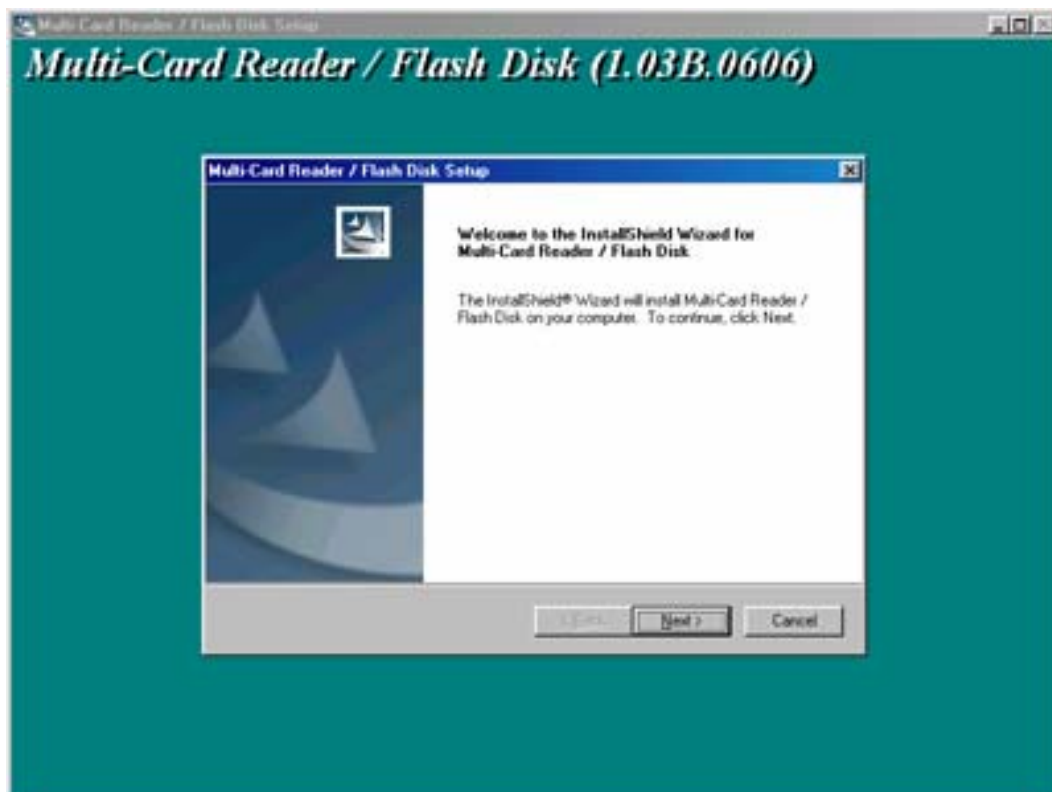 Multi-Card Reader / Flash Disk Setup
Multi-Card Reader / Flash Disk (1.03B.0606)
Multi-Card Reader / Flash Disk Setup
Welcome to the InstallShield Wizard for
Multi-Card Reader / Flash Disk
The InstallShield® Wizard will install Multi-Card Reader /
Flash Disk on your computer. To continue, click Next.
Next >
Cancel